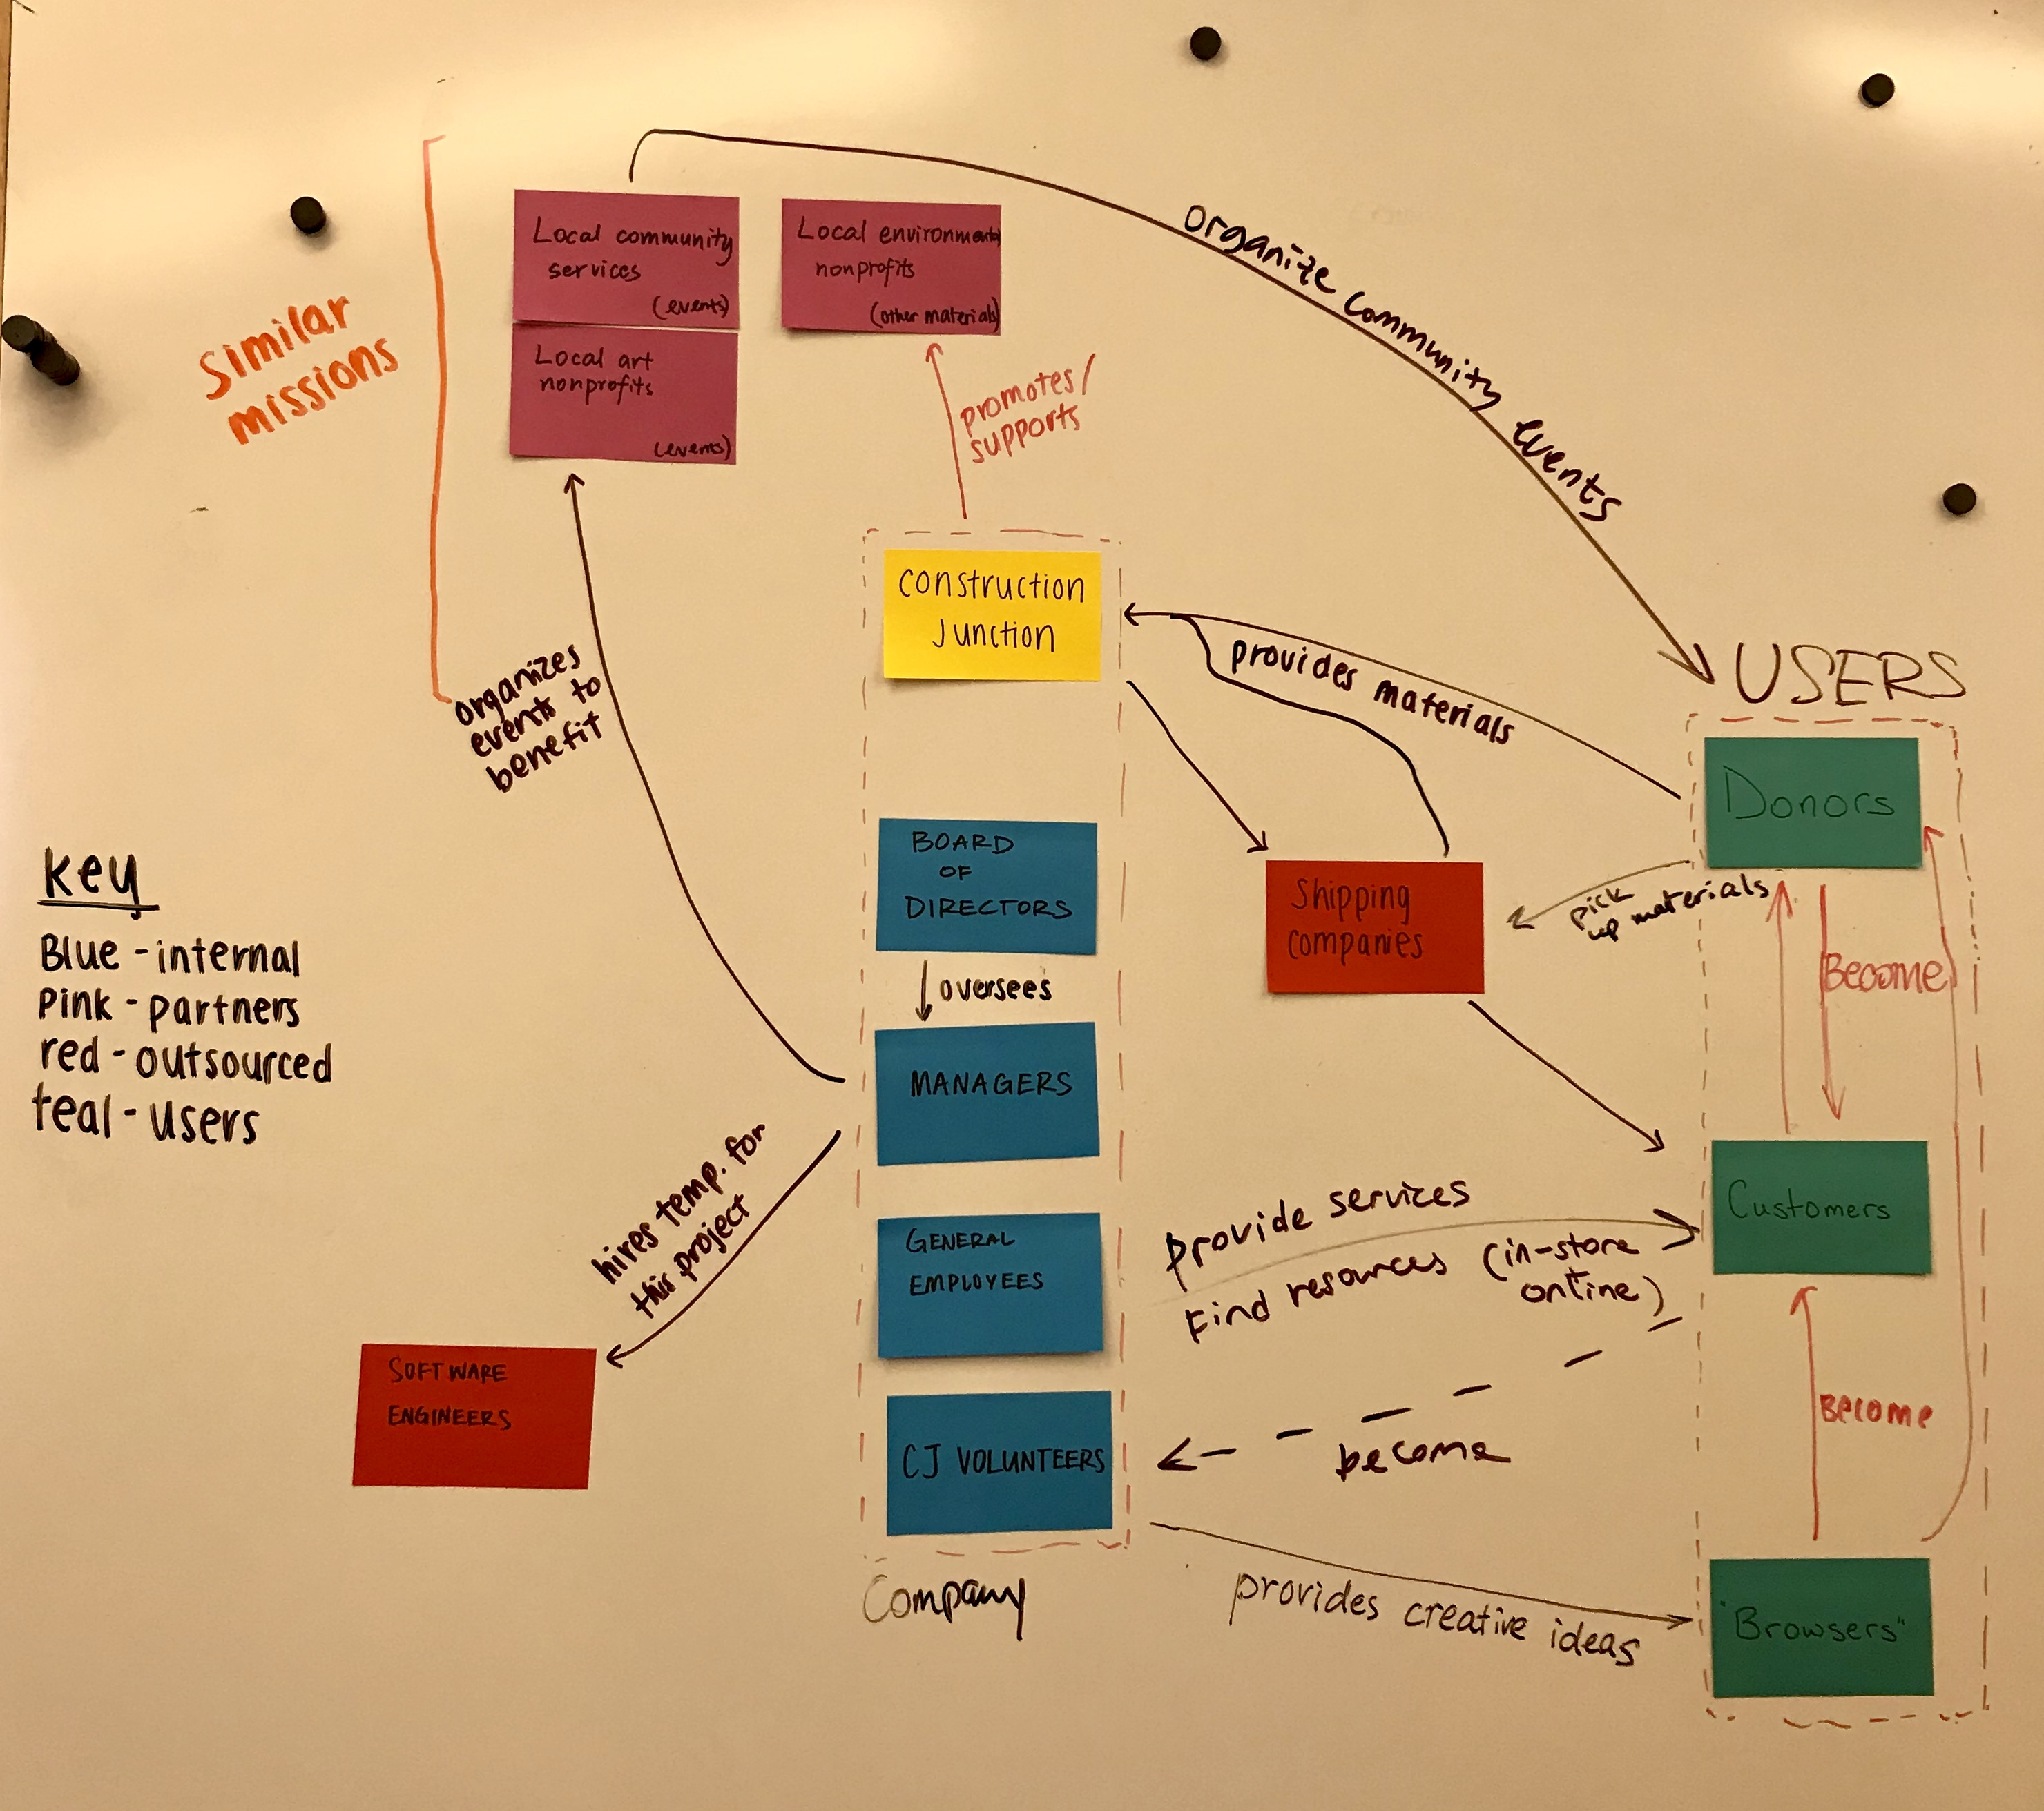 Similar
missions
Local community
services
(events)
Local art
nonprofits
(events)
Local environmental
nonprofits
(other materials)
organize community events
promotes/
supports
Construction
Junction
organizes
events to
benefit
provides materials
USERS
Donors
BOARD
OF
DIRECTORS
oversees
Shipping
companies
pick
up materials
Become
key
Blue - internal
Pink - partners
red - outsourced
teal - users
MANAGERS
hires temp. for
this project
GENERAL
EMPLOYEES
Provide services
Find resources (in-store
online)
Customers
Become
SOFTWARE
ENGINEERS
CJ VOLUNTEERS
become
Company
provides creative ideas
"Browsers"